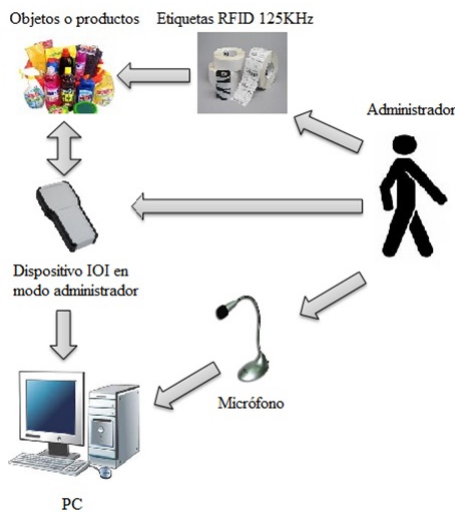 Objetos o productos
Etiquetas RFID 125KHz
Administrador
Dispositivo IOI en
modo administrador
Micrófono
PC